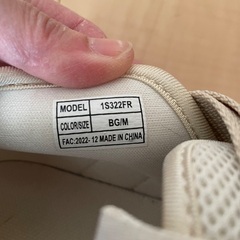 MODEL 1S322FR
COLOR/SIZE BG/M
FAC:2022-12 MADE IN CHINA